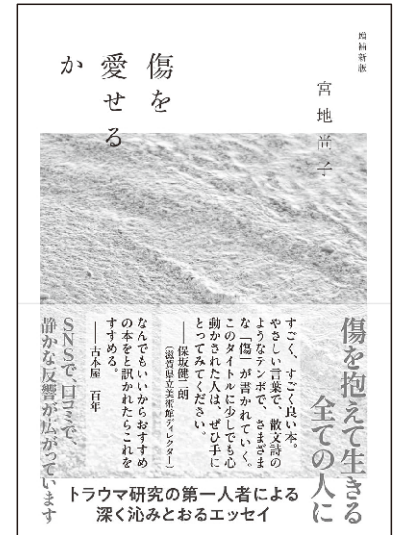 増補新版
宮地尚子
傷を
愛せる
か
傷を抱えて生きる
全ての人に
すごく、すごく良い本。
やさしい言葉で、散文詩の
ようなテンポで、さまざま
な「傷」が書かれていく。
このタイトルに少しでも心
動かされた人は、ぜひ手に
とってみてください。
――保坂健二朗
（滋賀県立美術館ディレクター）
なんでもいいからおすすめ
の本をと訊かれたらこれを
すすめる。
――古本屋 百年
SNSで、口コミで、
静かな反響が広がっています
トラウマ研究の第一人者による
深く沁みとおるエッセイ